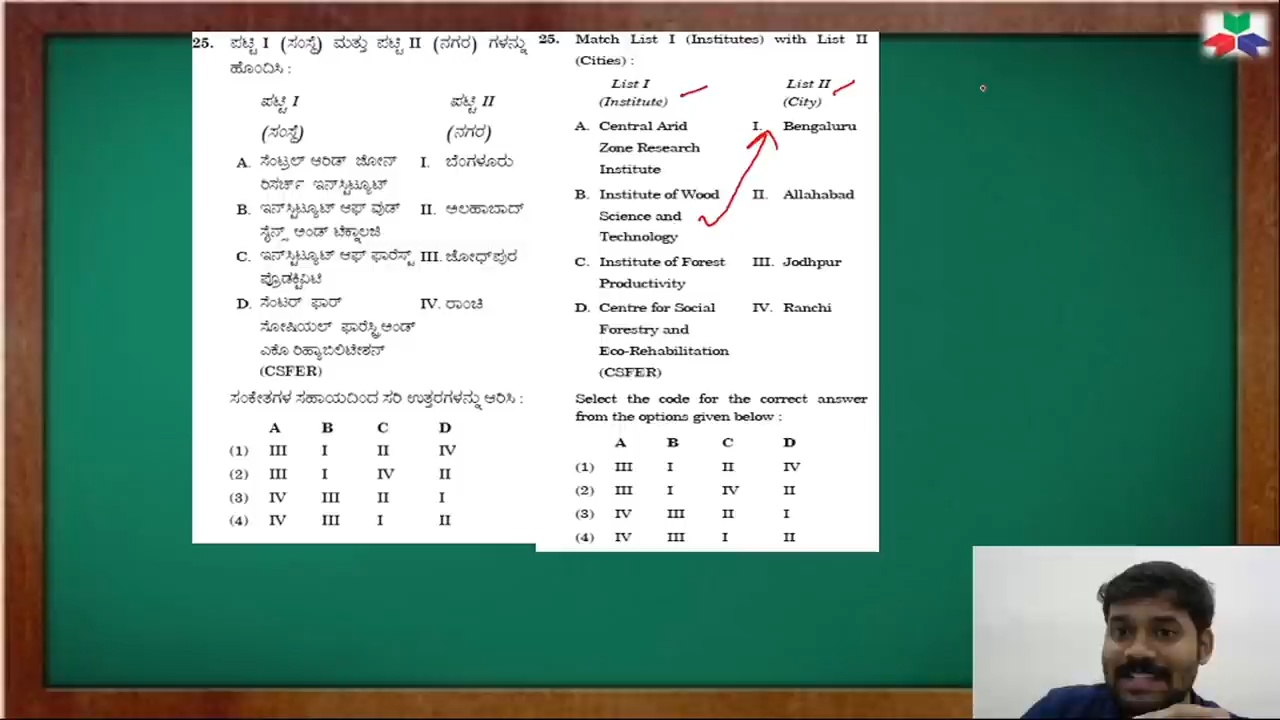 25. ಪಟ್ಟಿ I (ಸಂಸ್ಥೆ) ಮತ್ತು ಪಟ್ಟಿ II (ನಗರ) ಗಳನ್ನು
ಹೊಂದಿಸಿ :
ಪಟ್ಟಿ I ಪಟ್ಟಿ II
(ಸಂಸ್ಥೆ) (ನಗರ)
A. ಸೆಂಟ್ರಲ್ ಆರಿಡ್ ಜೋನ್ I. ಬೆಂಗಳೂರು
ರಿಸರ್ಚ್ ಇನ್‌ಸ್ಟಿಟ್ಯೂಟ್
B. ಇನ್‌ಸ್ಟಿಟ್ಯೂಟ್ ಆಫ್ ವುಡ್ II. ಅಲಹಾಬಾದ್
ಸೈನ್ಸ್ ಅಂಡ್ ಟೆಕ್ನಾಲಜಿ
C. ಇನ್‌ಸ್ಟಿಟ್ಯೂಟ್ ಆಫ್ ಫಾರೆಸ್ಟ್ III. ಜೋಧ್‌ಪುರ
ಪ್ರೊಡಕ್ಟಿವಿಟಿ
D. ಸೆಂಟರ್ ಫಾರ್ IV. ರಾಂಚಿ
ಸೋಷಿಯಲ್ ಫಾರೆಸ್ಟ್ರಿ ಅಂಡ್
ಎಕೊ ರಿಹ್ಯಾಬಿಲಿಟೇಶನ್
(CSFER)
ಸಂಕೇತಗಳ ಸಹಾಯದಿಂದ ಸರಿ ಉತ್ತರಗಳನ್ನು ಆರಿಸಿ :
A B C D
(1) III I II IV
(2) III I IV II
(3) IV III II I
(4) IV III I II
25. Match List I (Institutes) with List II
(Cities) :
List I List II
(Institute) (City)
A. Central Arid I. Bengaluru
Zone Research
Institute
B. Institute of Wood II. Allahabad
Science and
Technology
C. Institute of Forest III. Jodhpur
Productivity
D. Centre for Social IV. Ranchi
Forestry and
Eco-Rehabilitation
(CSFER)
Select the code for the correct answer
from the options given below :
A B C D
(1) III I II IV
(2) III I IV II
(3) IV III II I
(4) IV III I II